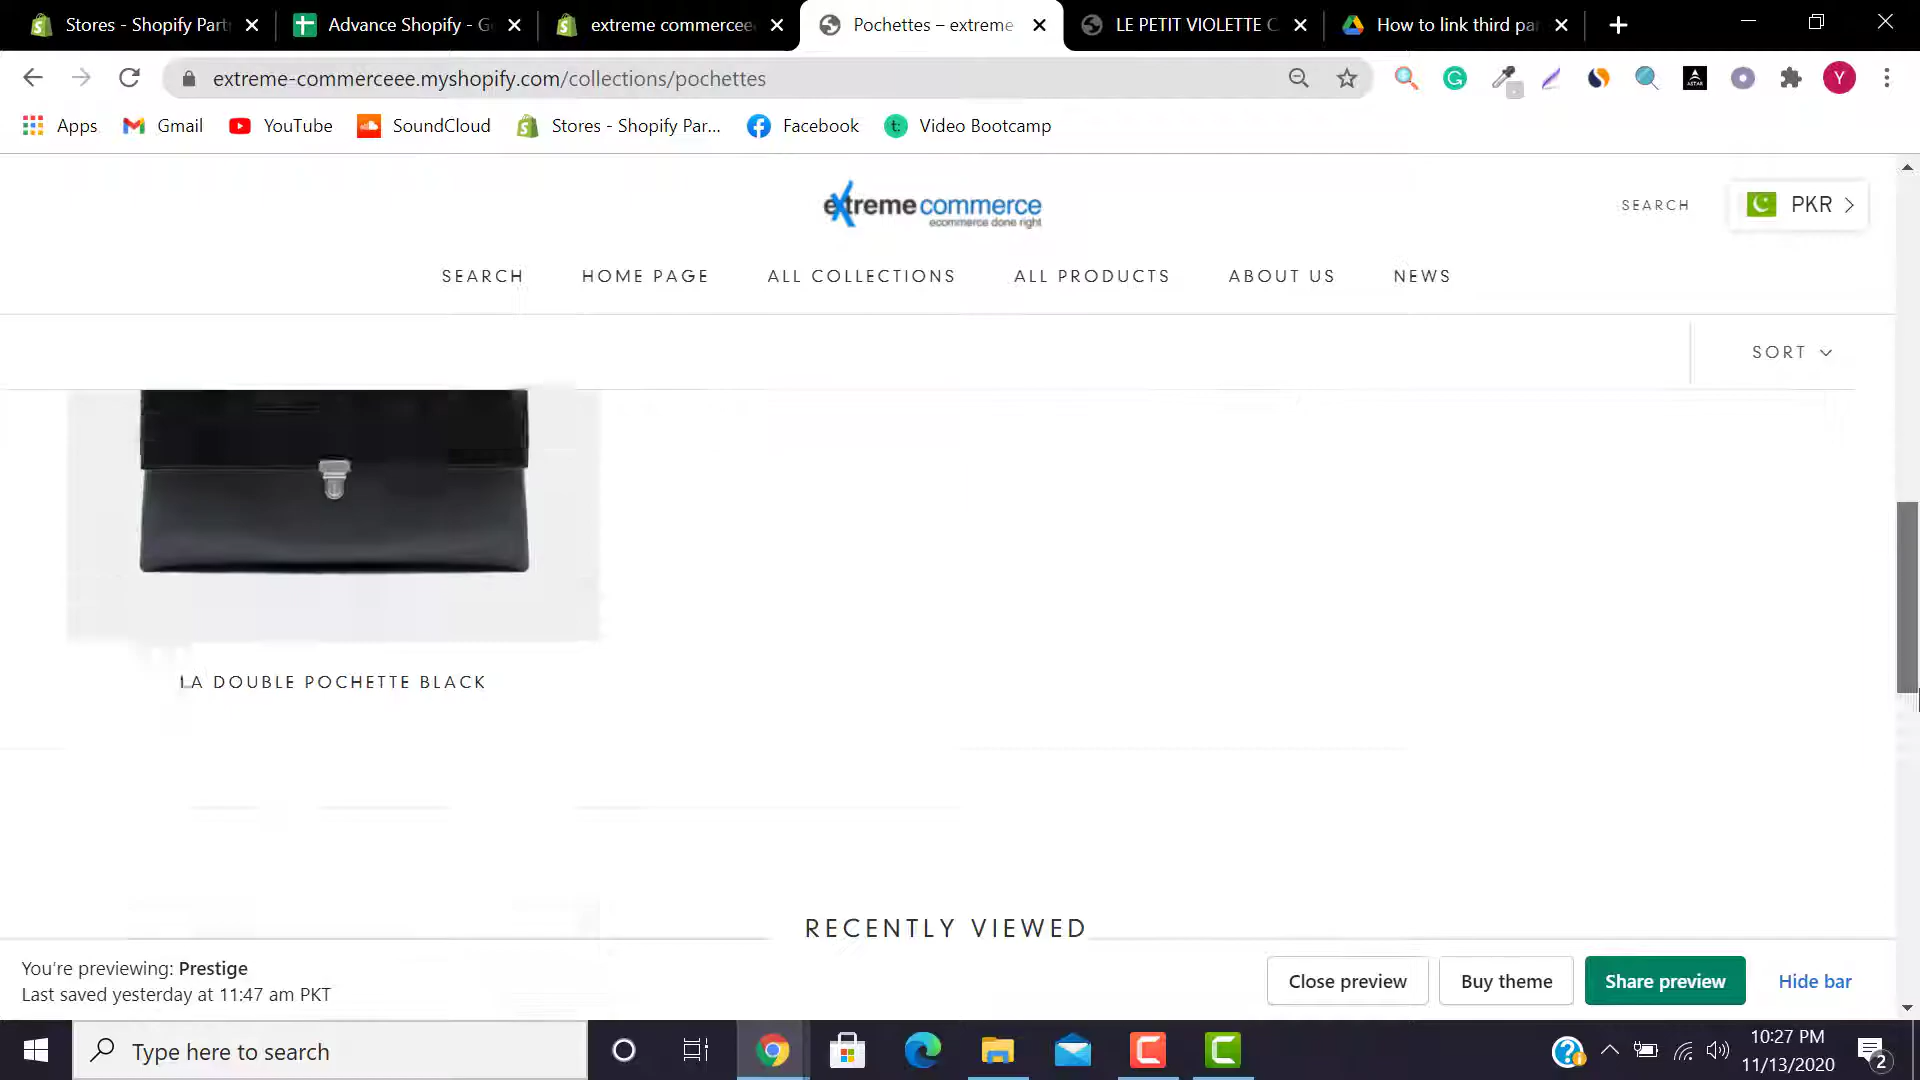 Stores - Shopify Part
Advance Shopify - G
extreme commercee
Pochettes – extreme
LE PETIT VIOLETTE C
How to link third pa
extreme-commerceee.myshopify.com/collections/pochettes
Y
Apps
Gmail
YouTube
SoundCloud
Stores - Shopify Par...
Facebook
Video Bootcamp
extreme commerce
ecommerce done right
SEARCH
PKR
SEARCH
HOME PAGE
ALL COLLECTIONS
ALL PRODUCTS
ABOUT US
NEWS
SORT
LA DOUBLE POCHETTE BLACK
RECENTLY VIEWED
You're previewing: Prestige
Last saved yesterday at 11:47 am PKT
Close preview
Buy theme
Share preview
Hide bar
Type here to search
10:27 PM
11/13/2020
2